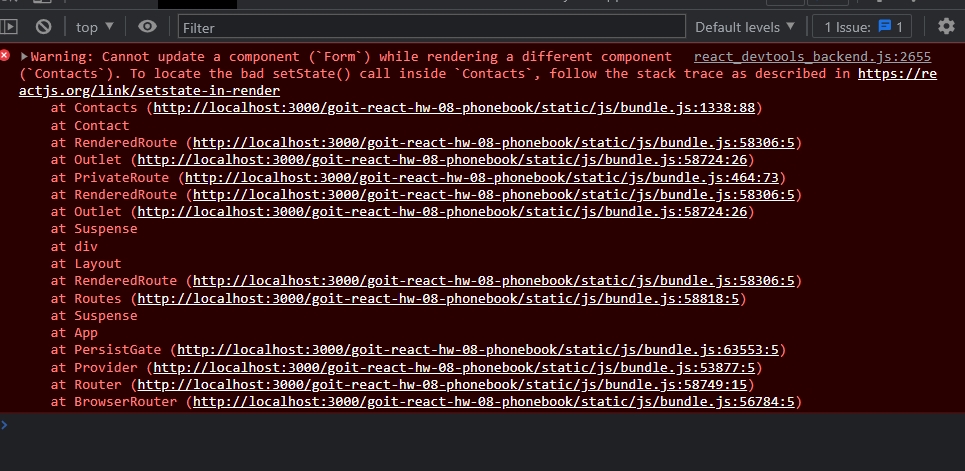 top ▼ Filter Default levels ▼ 1 Issue: 1
Warning: Cannot update a component (`Form`) while rendering a different component react_devtools_backend.js:2655
(`Contacts`). To locate the bad setState() call inside `Contacts`, follow the stack trace as described in https://re
actjs.org/link/setstate-in-render
at Contacts (http://localhost:3000/goit-react-hw-08-phonebook/static/js/bundle.js:1338:88)
at Contact
at RenderedRoute (http://localhost:3000/goit-react-hw-08-phonebook/static/js/bundle.js:58306:5)
at Outlet (http://localhost:3000/goit-react-hw-08-phonebook/static/js/bundle.js:58724:26)
at PrivateRoute (http://localhost:3000/goit-react-hw-08-phonebook/static/js/bundle.js:464:73)
at RenderedRoute (http://localhost:3000/goit-react-hw-08-phonebook/static/js/bundle.js:58306:5)
at Outlet (http://localhost:3000/goit-react-hw-08-phonebook/static/js/bundle.js:58724:26)
at Suspense
at div
at Layout
at RenderedRoute (http://localhost:3000/goit-react-hw-08-phonebook/static/js/bundle.js:58306:5)
at Routes (http://localhost:3000/goit-react-hw-08-phonebook/static/js/bundle.js:58818:5)
at Suspense
at App
at PersistGate (http://localhost:3000/goit-react-hw-08-phonebook/static/js/bundle.js:63553:5)
at Provider (http://localhost:3000/goit-react-hw-08-phonebook/static/js/bundle.js:53877:5)
at Router (http://localhost:3000/goit-react-hw-08-phonebook/static/js/bundle.js:58749:15)
at BrowserRouter (http://localhost:3000/goit-react-hw-08-phonebook/static/js/bundle.js:56784:5)